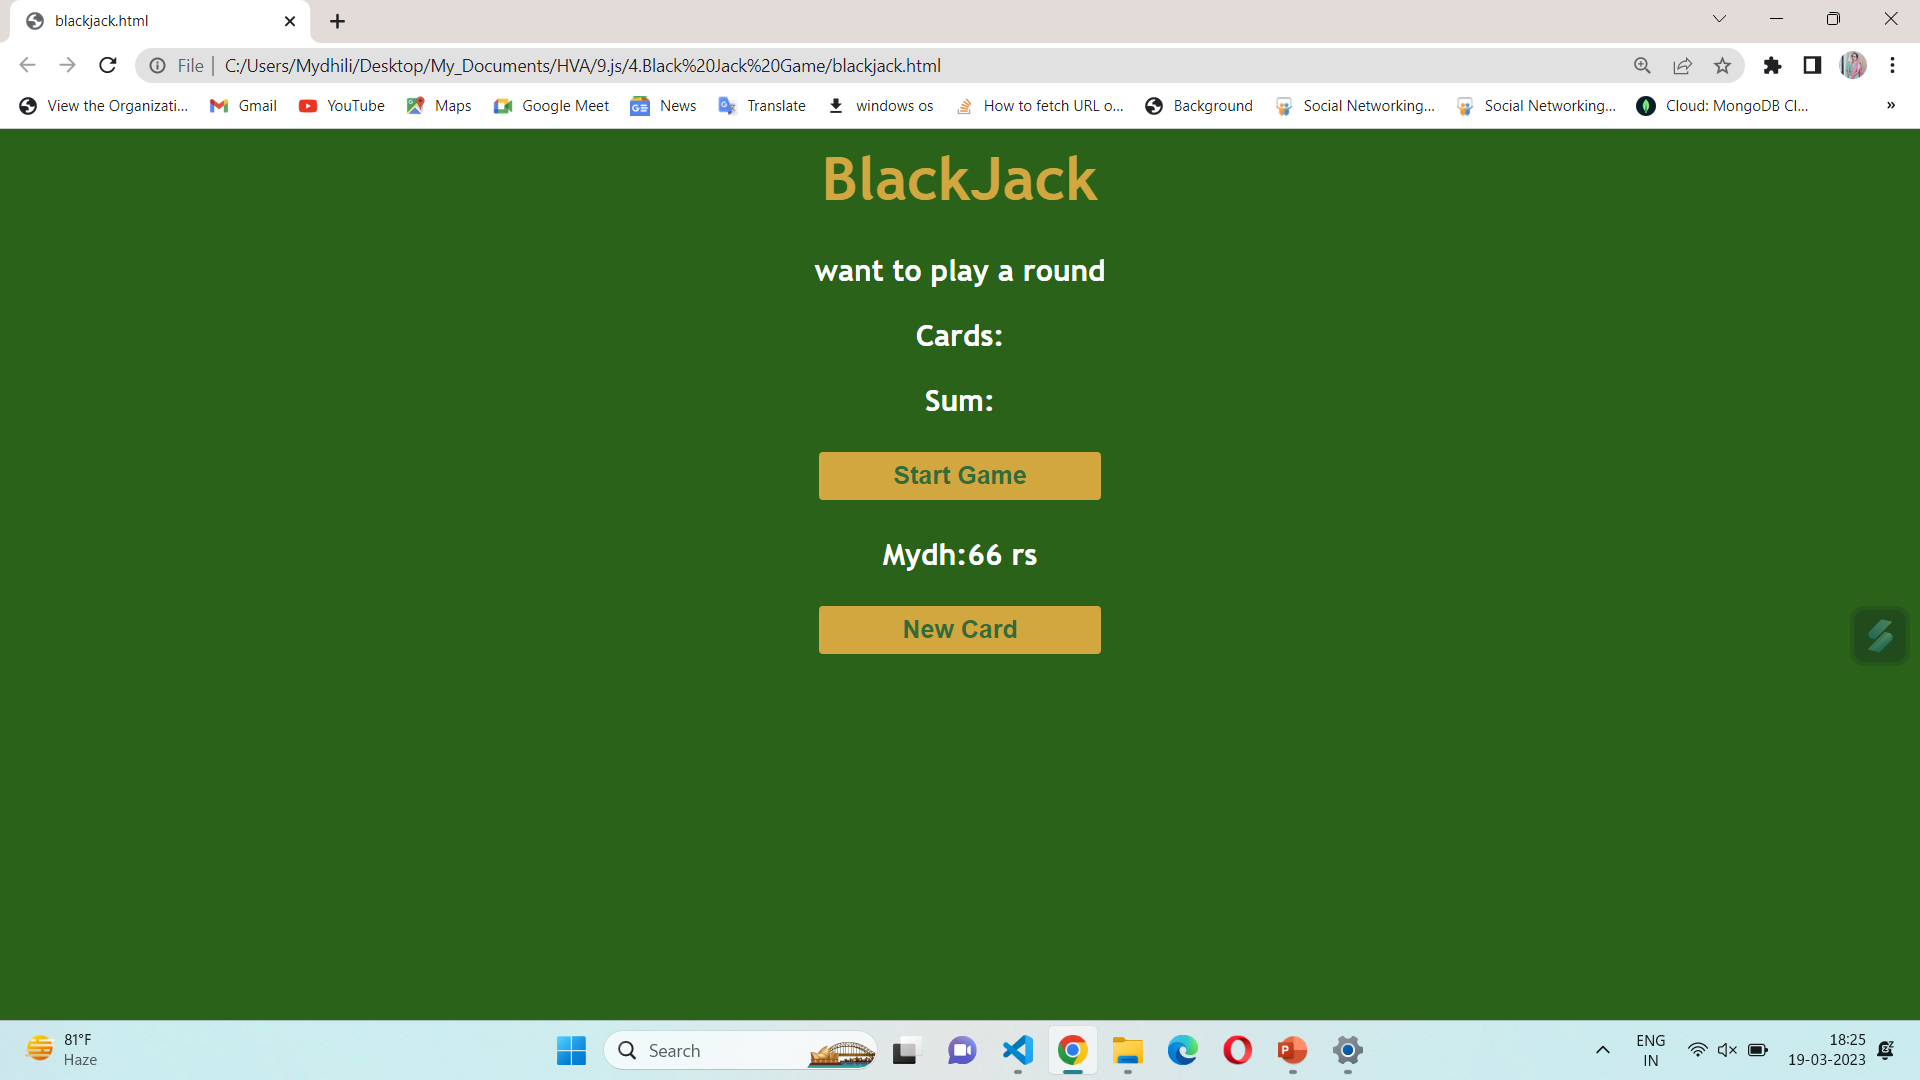 blackjack.html
File | C:/Users/Mydhili/Desktop/My_Documents/HVA/9.js/4.Black%20Jack%20Game/blackjack.html
View the Organizati... Gmail YouTube Maps Google Meet News Translate windows os How to fetch URL o... Background Social Networking... Social Networking... Cloud: MongoDB Cl... »
BlackJack
want to play a round
Cards:
Sum:
Start Game
Mydh:66 rs
New Card
81°F
Haze
Search
ENG
IN
18:25
19-03-2023